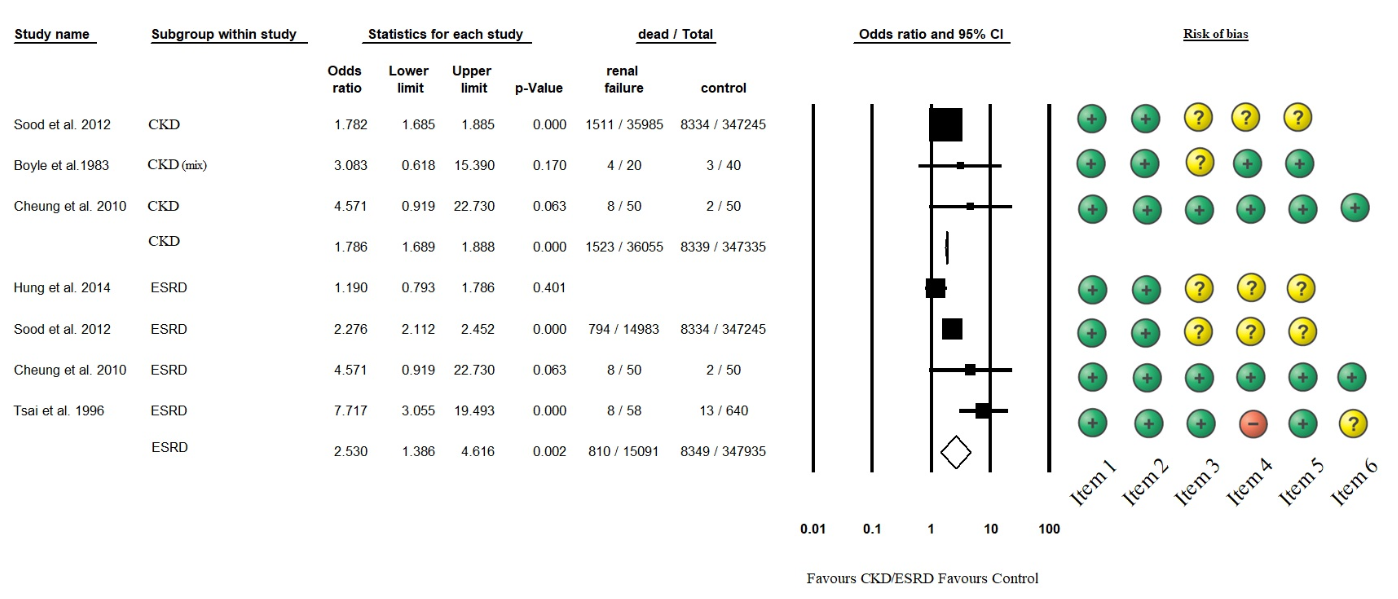 Study name Subgroup within study Statistics for each study dead / Total Odds ratio and 95% CI Risk of bias
Odds Lower Upper renal
ratio limit limit p-Value failure control
Sood et al. 2012 CKD 1.782 1.685 1.885 0.000 1511 / 35985 8334 / 347245 + + ? ? ?
Boyle et al.1983 CKD (mix) 3.083 0.618 15.390 0.170 4 / 20 3 / 40 + + ? + +
Cheung et al. 2010 CKD 4.571 0.919 22.730 0.063 8 / 50 2 / 50 + + + + + +
CKD 1.786 1.689 1.888 0.000 1523 / 36055 8339 / 347335
Hung et al. 2014 ESRD 1.190 0.793 1.786 0.401 + + ? ? ?
Sood et al. 2012 ESRD 2.276 2.112 2.452 0.000 794 / 14983 8334 / 347245 + + ? ? ?
Cheung et al. 2010 ESRD 4.571 0.919 22.730 0.063 8 / 50 2 / 50 + + + + + +
Tsai et al. 1996 ESRD 7.717 3.055 19.493 0.000 8 / 58 13 / 640 + + + − + ?
ESRD 2.530 1.386 4.616 0.002 810 / 15091 8349 / 347935
Item 1 Item 2 Item 3 Item 4 Item 5 Item 6
0.01 0.1 1 10 100
Favours CKD/ESRD Favours Control